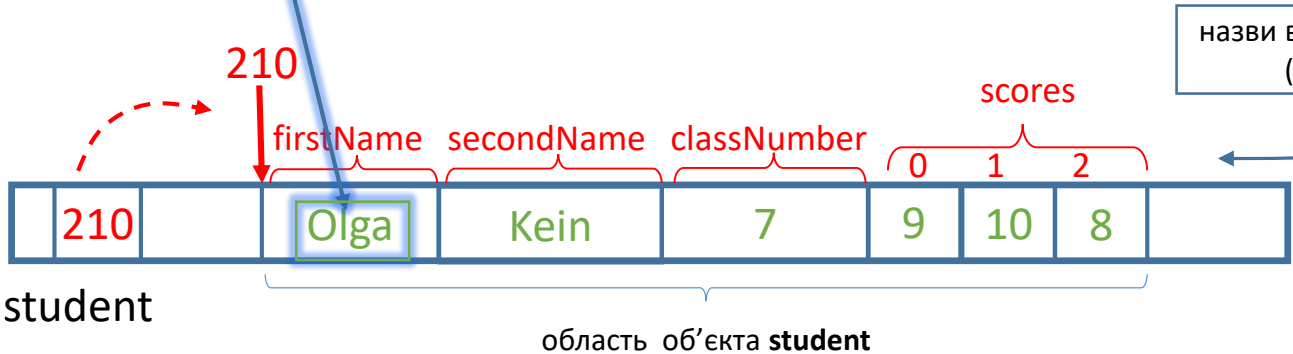 назви
(
210
scores
firstName secondName classNumber
0 1 2
210 Olga Kein 7 9 10 8
student
область об’єкта student